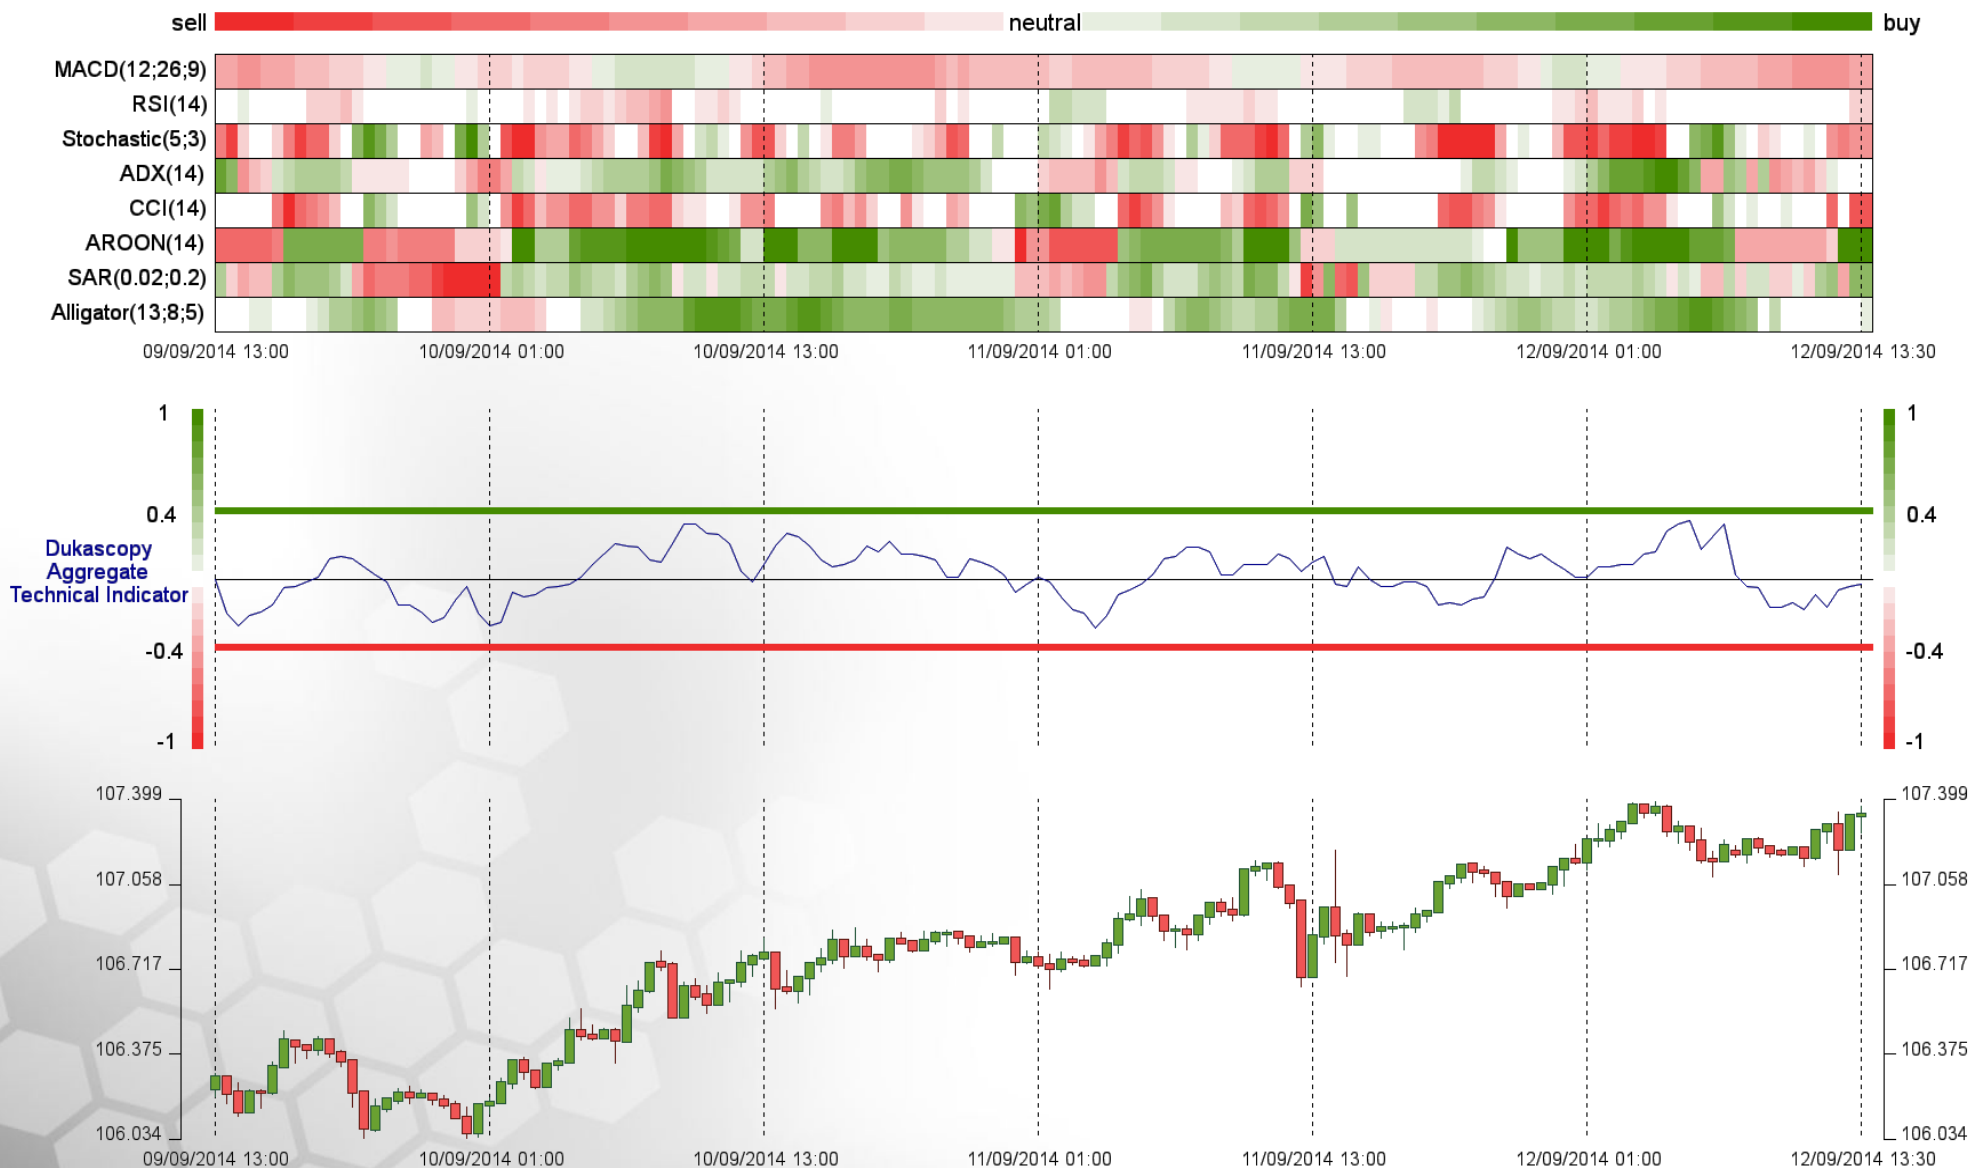 sell neutral buy
MACD(12;26;9)
RSI(14)
Stochastic(5;3)
ADX(14)
CCI(14)
AROON(14)
SAR(0.02;0.2)
Alligator(13;8;5)
09/09/2014 13:00 10/09/2014 01:00 10/09/2014 13:00 11/09/2014 01:00 11/09/2014 13:00 12/09/2014 01:00 12/09/2014 13:30
1 1
0.4 0.4
Dukascopy
Aggregate
Technical Indicator
-0.4 -0.4
-1 -1
107.399 107.399
107.058 107.058
106.717 106.717
106.375 106.375
106.034 106.034
09/09/2014 13:00 10/09/2014 01:00 10/09/2014 13:00 11/09/2014 01:00 11/09/2014 13:00 12/09/2014 01:00 12/09/2014 13:30